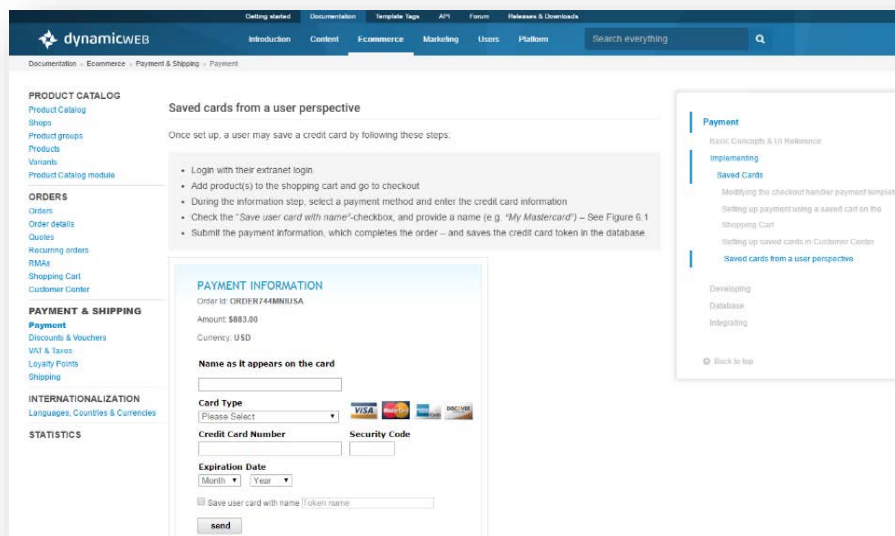 Getting started Documentation Template Tags API Forum Releases & Downloads
dynamicWEB Introduction Content Ecommerce Marketing Users Platform Search everything
Documentation » Ecommerce » Payment & Shipping » Payment
PRODUCT CATALOG
Product Catalog
Shops
Product groups
Products
Variants
Product Catalog module
ORDERS
Orders
Order details
Quotes
Recurring orders
RMAs
Shopping Cart
Customer Center
PAYMENT & SHIPPING
Payment
Discounts & Vouchers
VAT & Taxes
Loyalty Points
Shipping
INTERNATIONALIZATION
Languages, Countries & Currencies
STATISTICS
Saved cards from a user perspective
Once set up, a user may save a credit card by following these steps:
• Login with their extranet login
• Add product(s) to the shopping cart and go to checkout
• During the information step, select a payment method and enter the credit card information
• Check the "Save user card with name"-checkbox, and provide a name (e.g. "My Mastercard") – See Figure 6.1
• Submit the payment information, which completes the order – and saves the credit card token in the database.
PAYMENT INFORMATION
Order Id: ORDER744MNIUSA
Amount: $883.00
Currency: USD
Name as it appears on the card
Card Type
Please Select
VISA MasterCard DISCOVER
Credit Card Number Security Code
Expiration Date
Month Year
Save user card with name Token name
send
Payment
Basic Concepts & UI Reference
Implementing
Saved Cards
Modifying the checkout handler payment template
Setting up payment using a saved cart on the
Shopping Cart
Setting up saved cards in Customer Center
Saved cards from a user perspective
Developing
Database
Integrating
Back to top